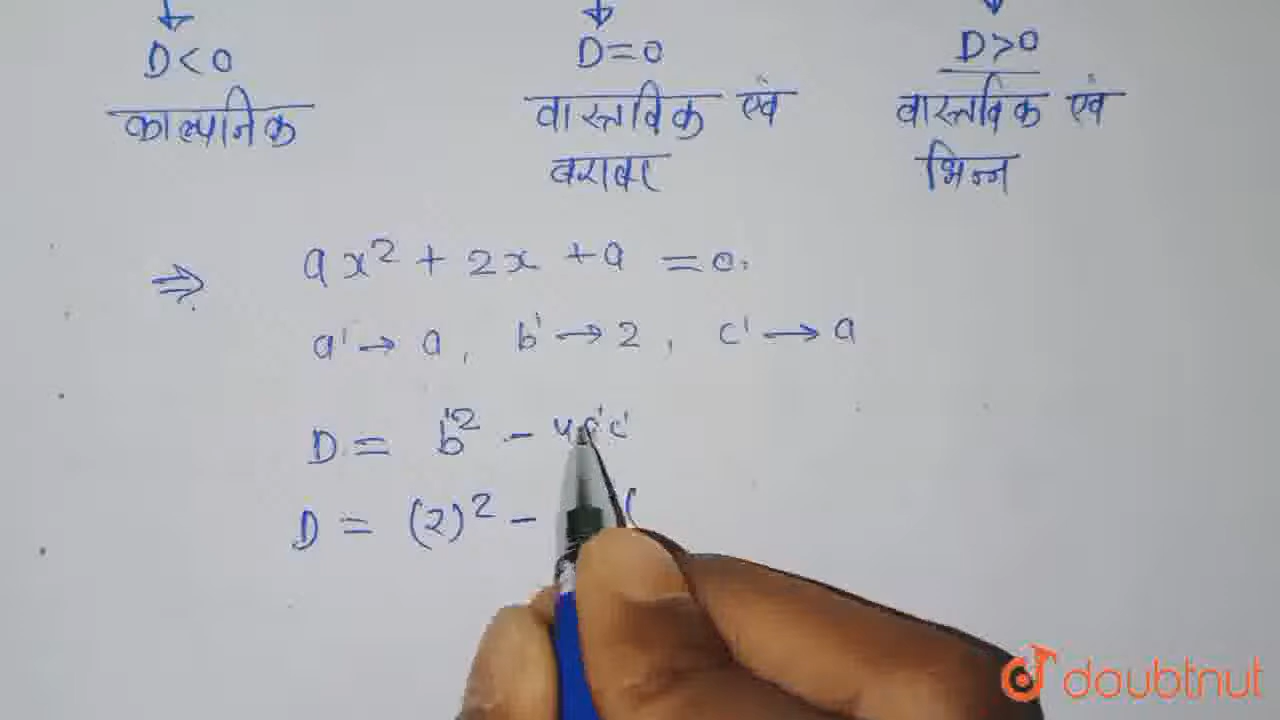 D<0 D=0 D>0
काल्पनिक वास्तविक एवं वास्तविक एवं
बराबर भिन्न
⇒ ax² + 2x + a = 0.
a' → a, b' → 2, c' → a
D = b'² - 4a'c'
D = (2)² - (
doubtnut